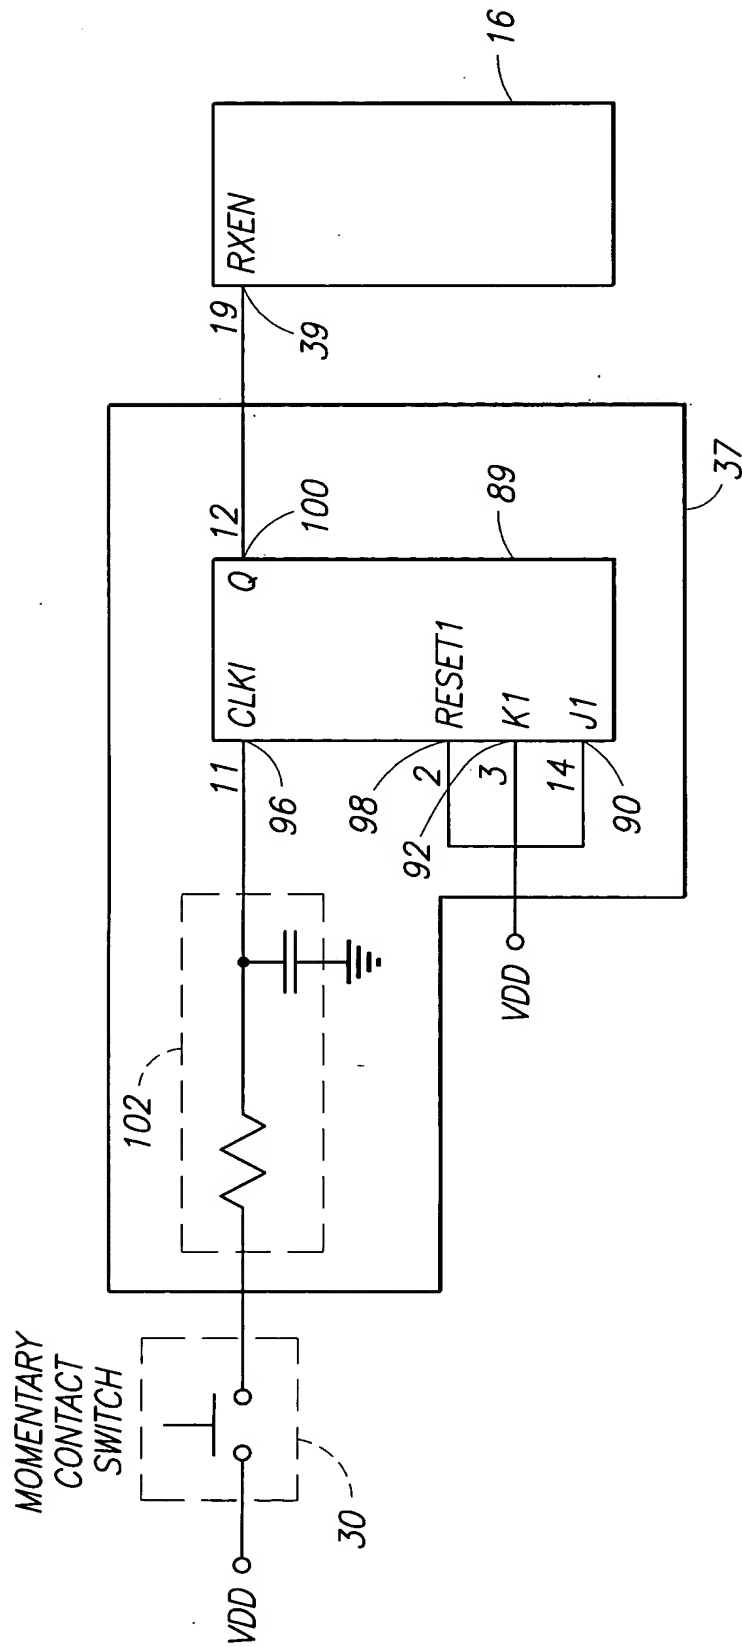 MOMENTARY
CONTACT
SWITCH
VDD
30
102
11
CLKI
96
Q
12
100
19
RXEN
39
16
98
2
RESET1
92
3
K1
14
J1
90
89
VDD
37